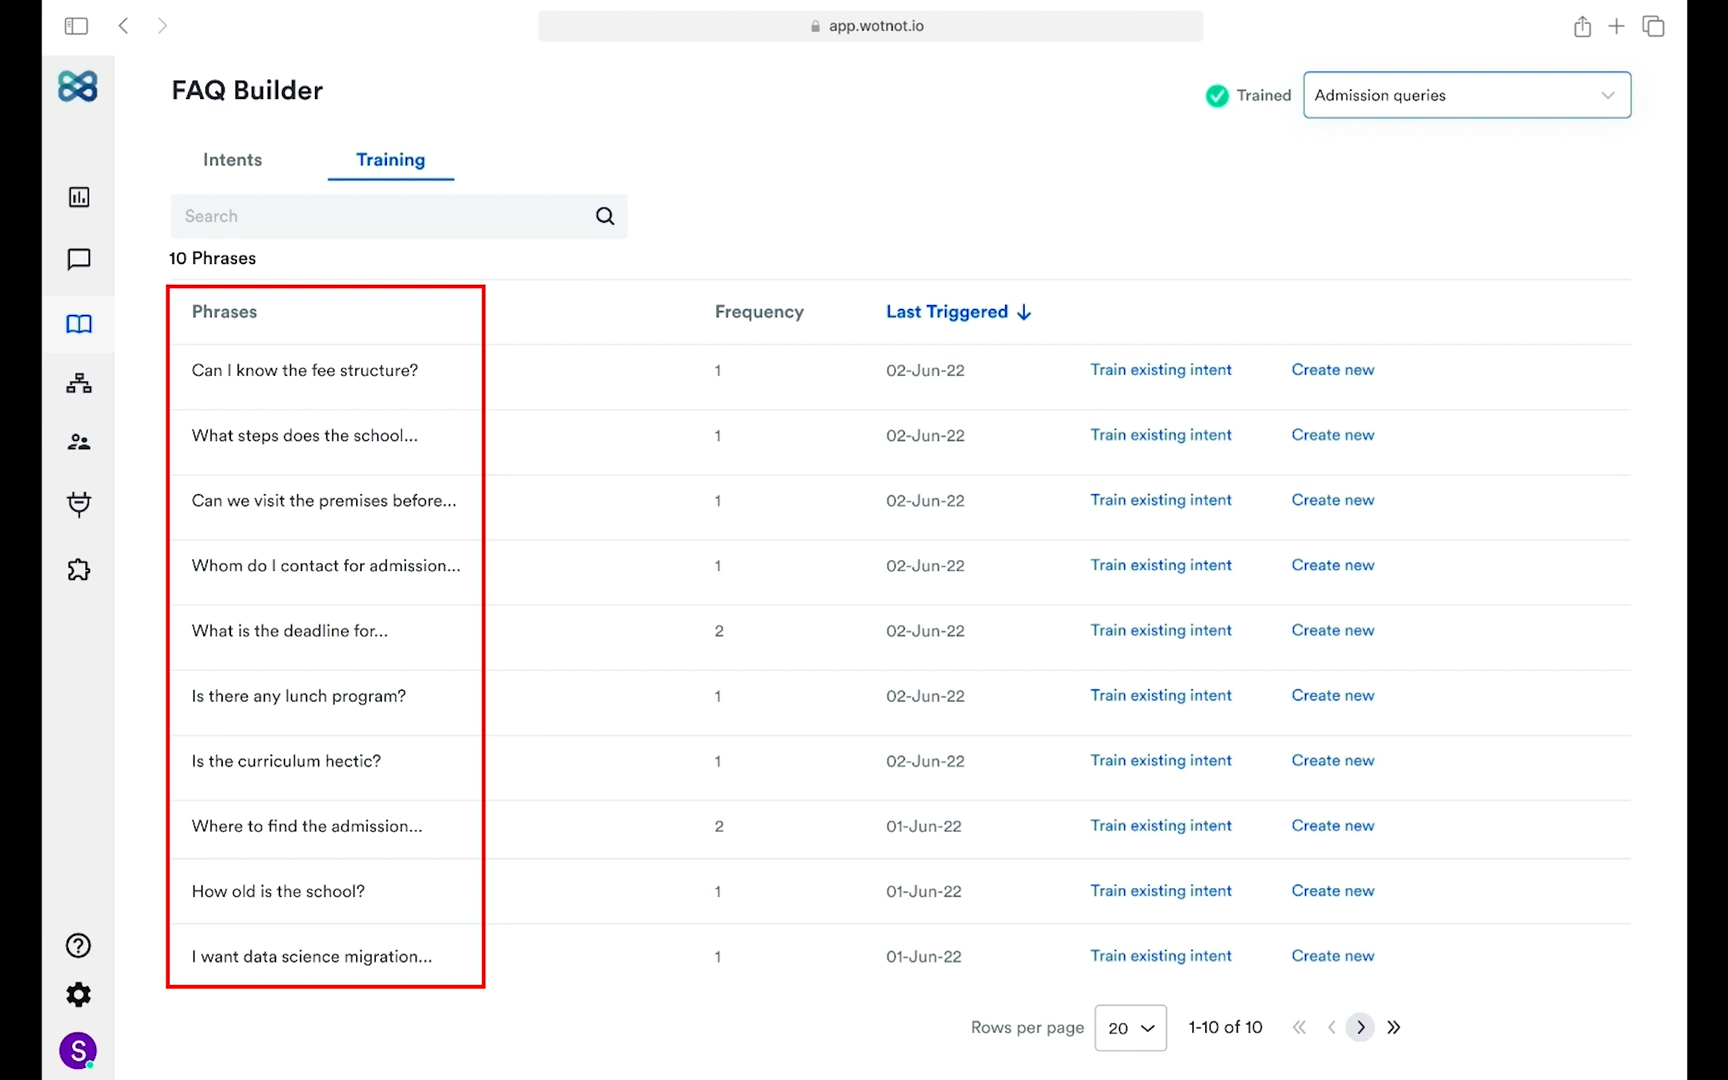 app.wotnot.io
FAQ Builder
Trained
Admission queries
Intents
Training
Search
10 Phrases
Phrases Frequency Last Triggered
Can I know the fee structure? 1 02-Jun-22 Train existing intent Create new
What steps does the school... 1 02-Jun-22 Train existing intent Create new
Can we visit the premises before... 1 02-Jun-22 Train existing intent Create new
Whom do I contact for admission... 1 02-Jun-22 Train existing intent Create new
What is the deadline for... 2 02-Jun-22 Train existing intent Create new
Is there any lunch program? 1 02-Jun-22 Train existing intent Create new
Is the curriculum hectic? 1 02-Jun-22 Train existing intent Create new
Where to find the admission... 2 01-Jun-22 Train existing intent Create new
How old is the school? 1 01-Jun-22 Train existing intent Create new
I want data science migration... 1 01-Jun-22 Train existing intent Create new
S
Rows per page 20 1-10 of 10